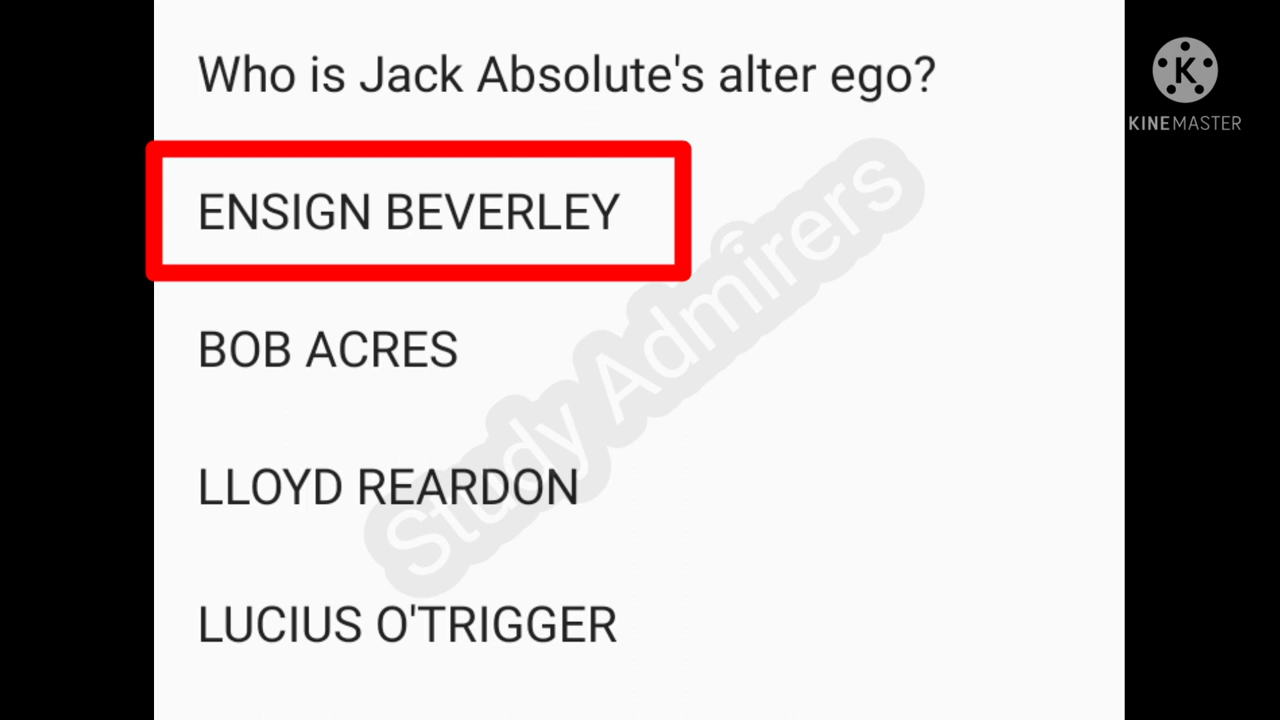 Who is Jack Absolute's alter ego?
KINEMASTER
ENSIGN BEVERLEY
BOB ACRES
LLOYD REARDON
LUCIUS O'TRIGGER
Study Admirers